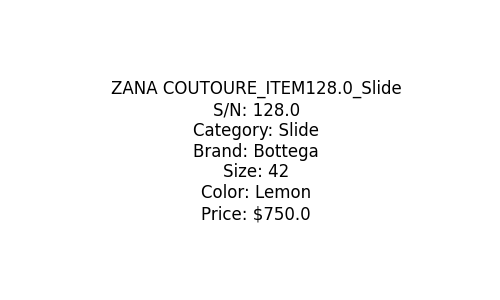 ZANA COUTOURE_ITEM128.0_Slide
S/N: 128.0
Category: Slide
Brand: Bottega
Size: 42
Color: Lemon
Price: $750.0